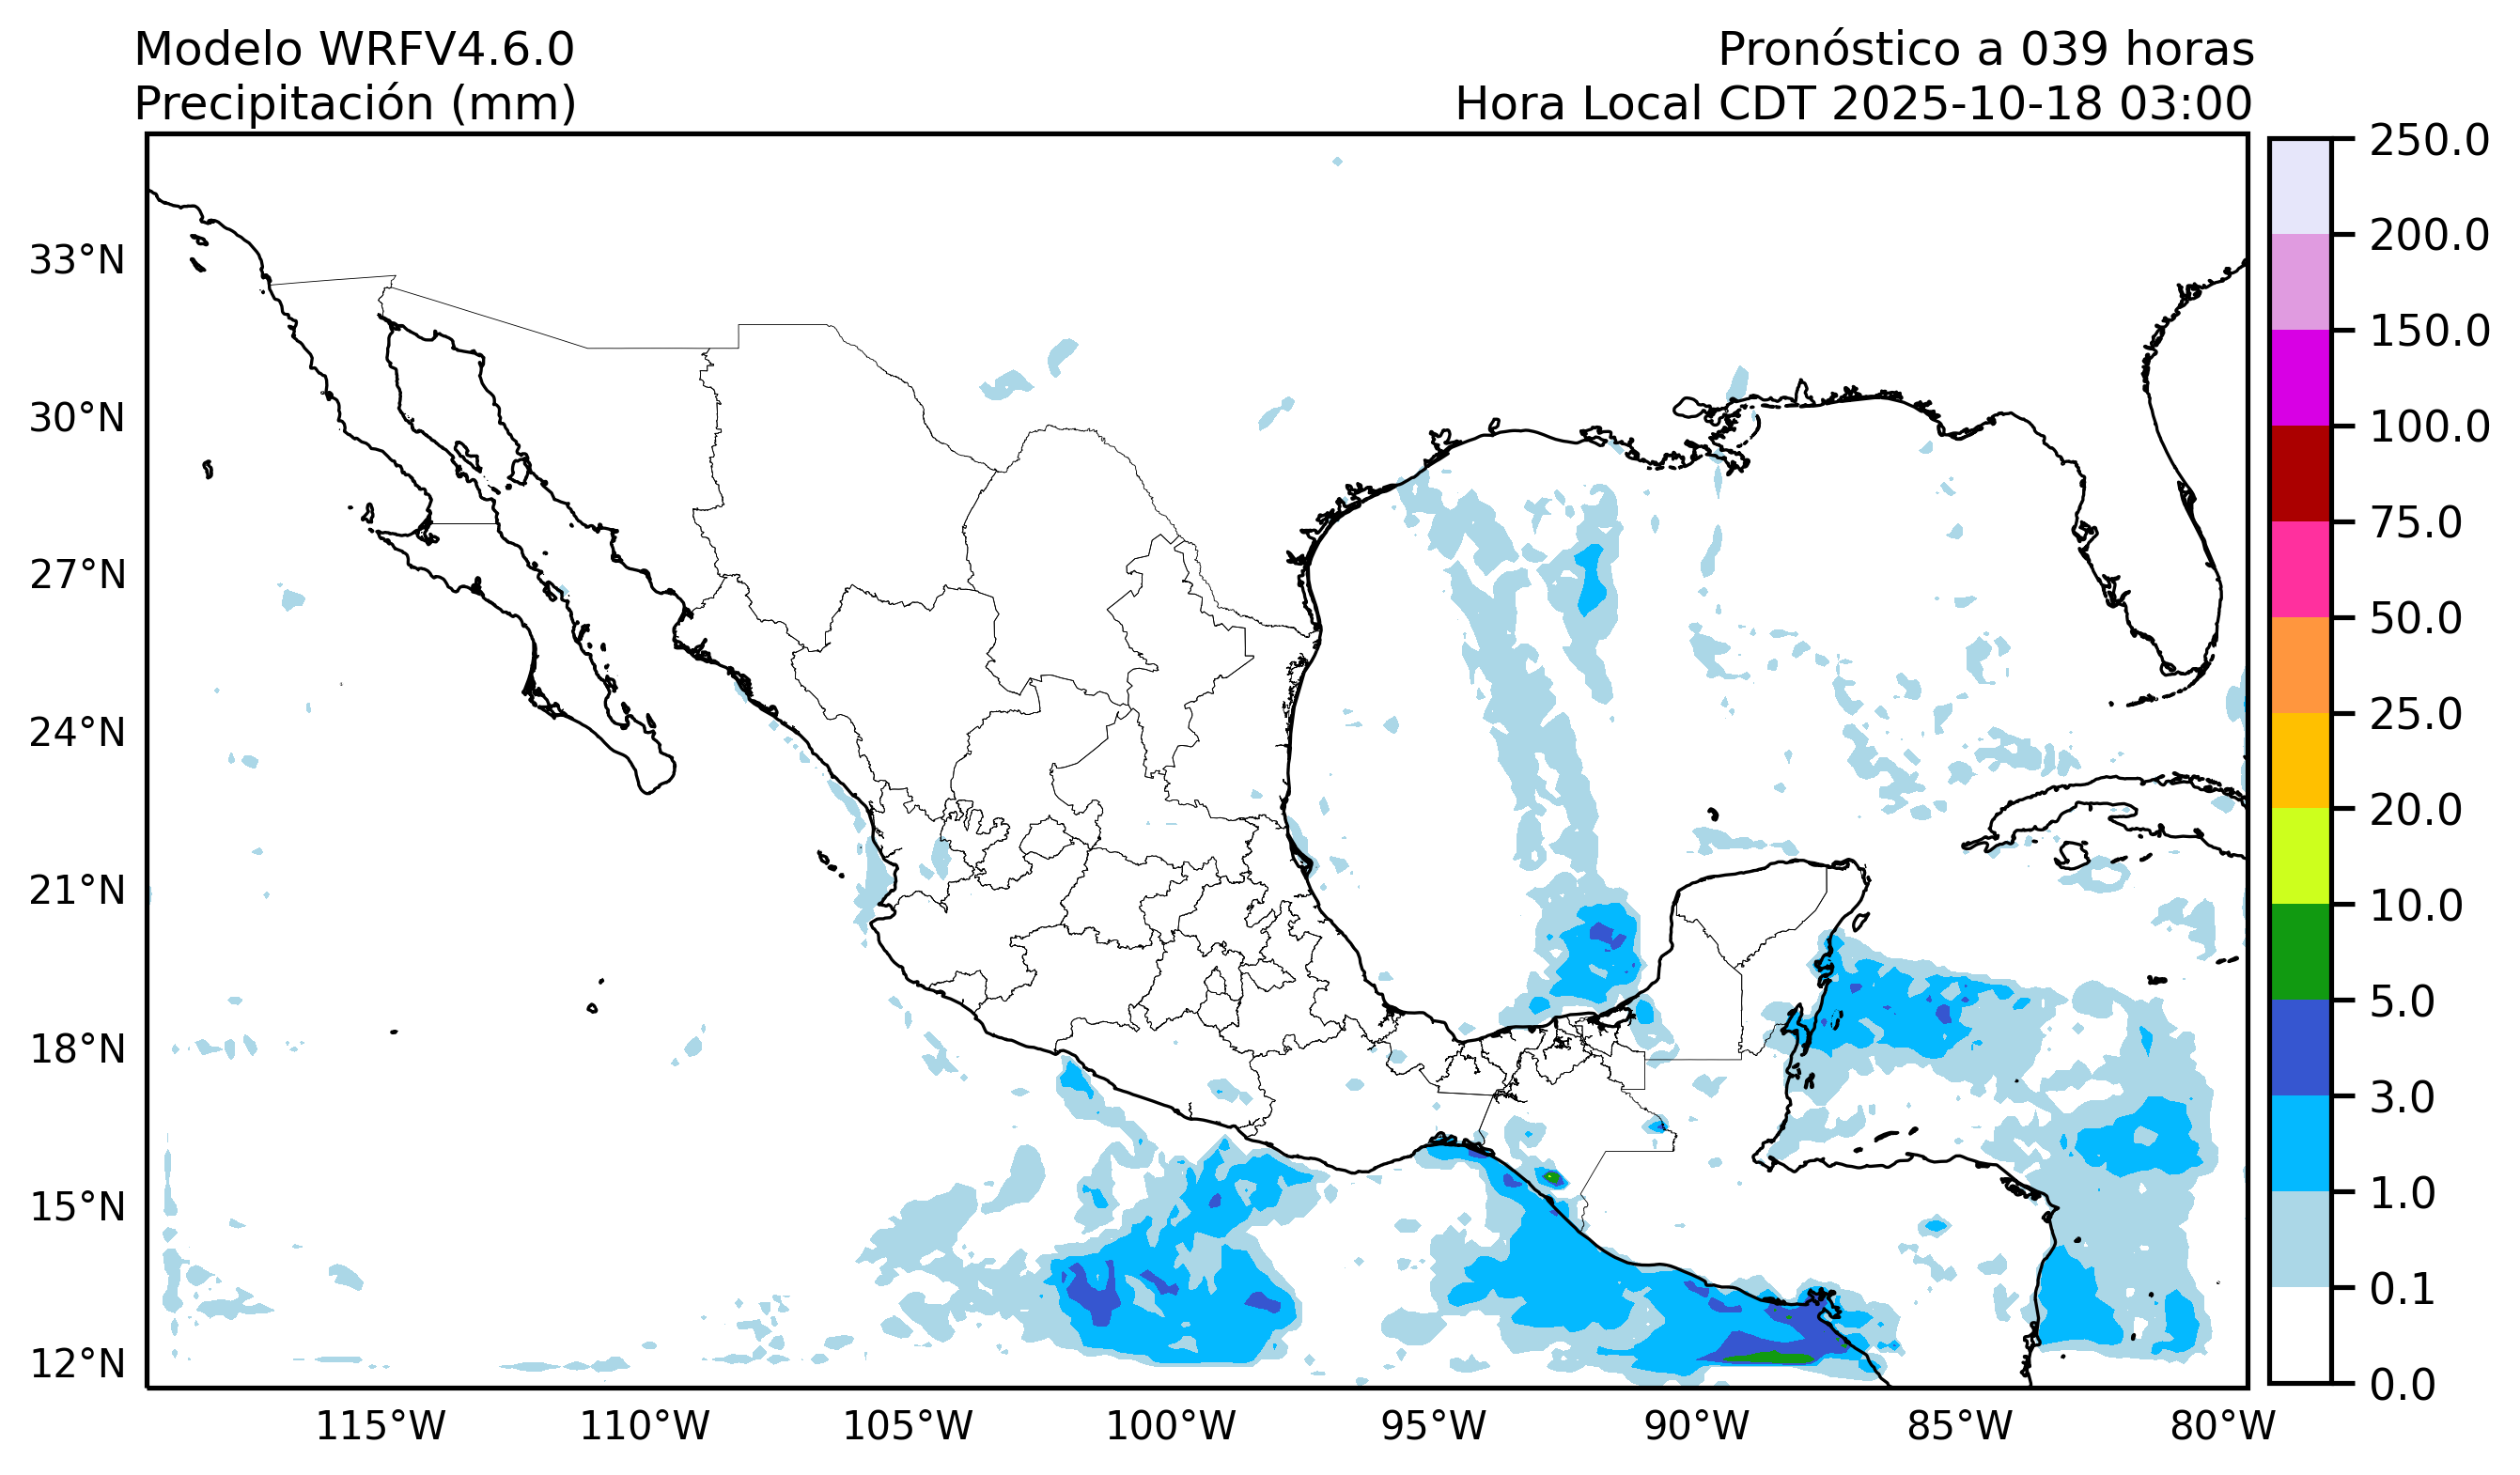 Modelo WRFV4.6.0
Precipitación (mm)
Pronóstico a 039 horas
Hora Local CDT 2025-10-18 03:00
33°N
30°N
27°N
24°N
21°N
18°N
15°N
12°N
115°W
110°W
105°W
100°W
95°W
90°W
85°W
80°W
250.0
200.0
150.0
100.0
75.0
50.0
25.0
20.0
10.0
5.0
3.0
1.0
0.1
0.0